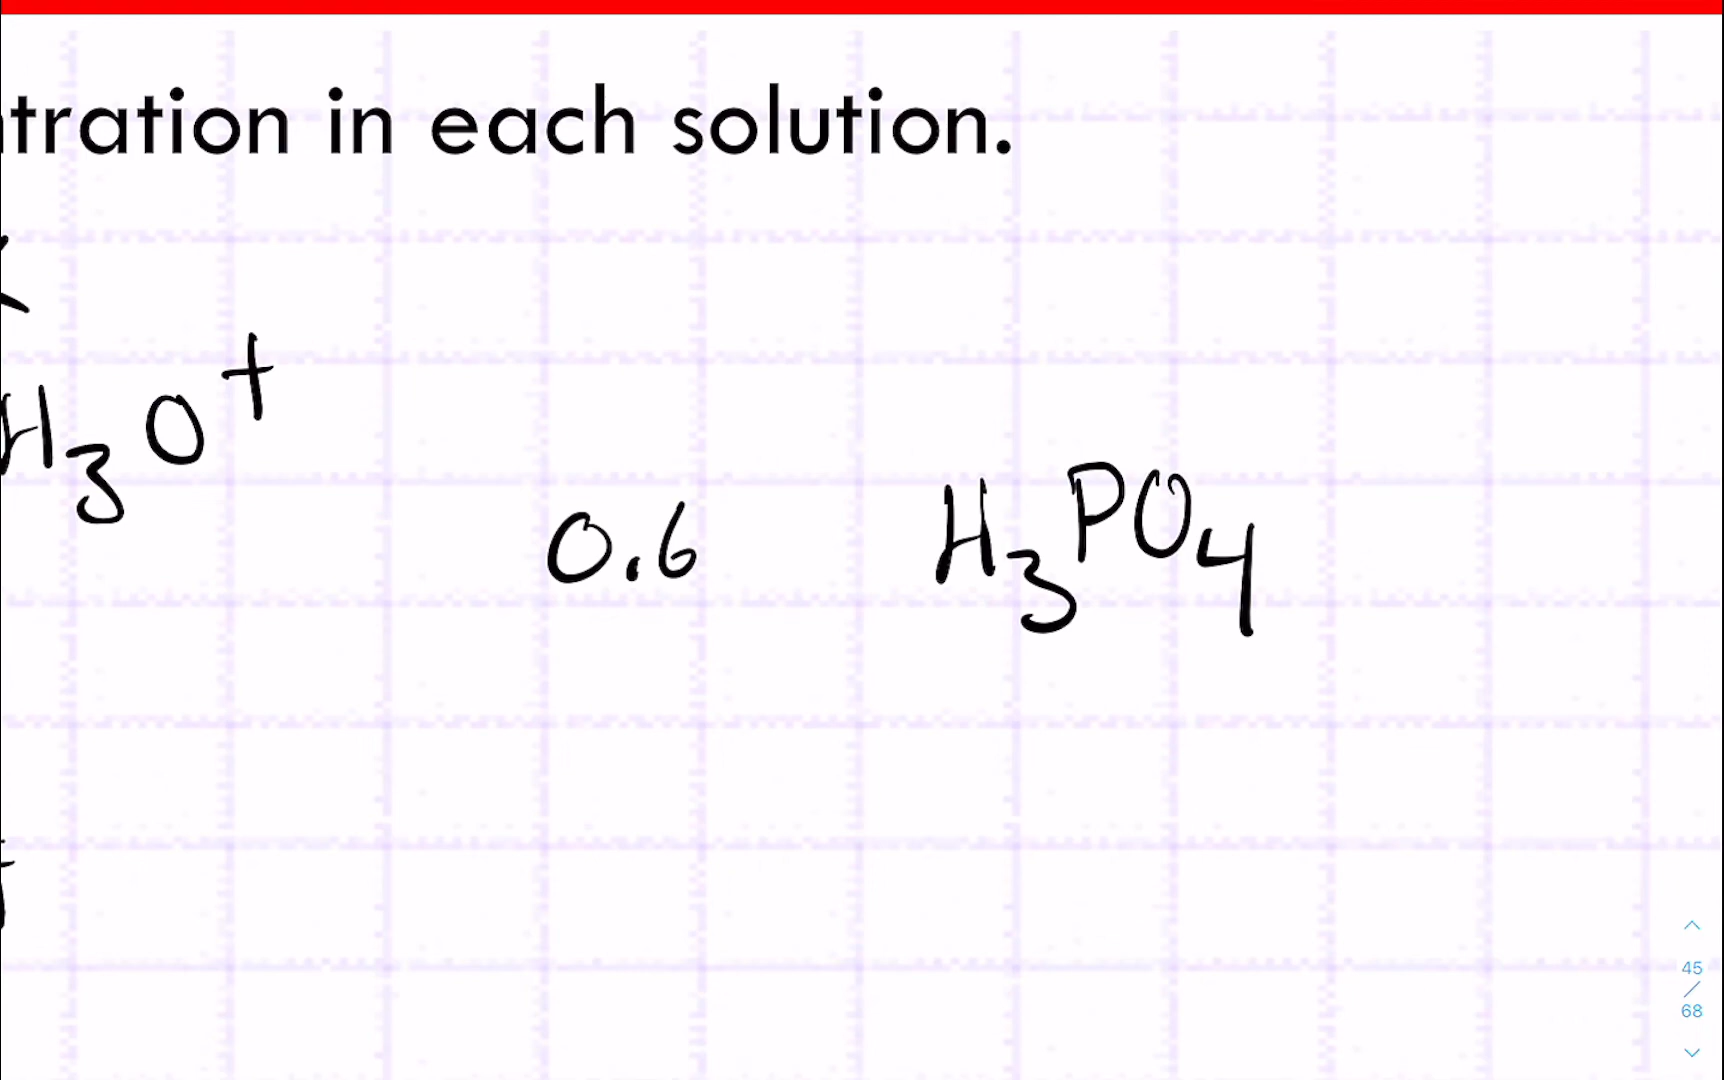 tration in each solution.
H₃O⁺
0.6 H₃PO₄
45
/
68